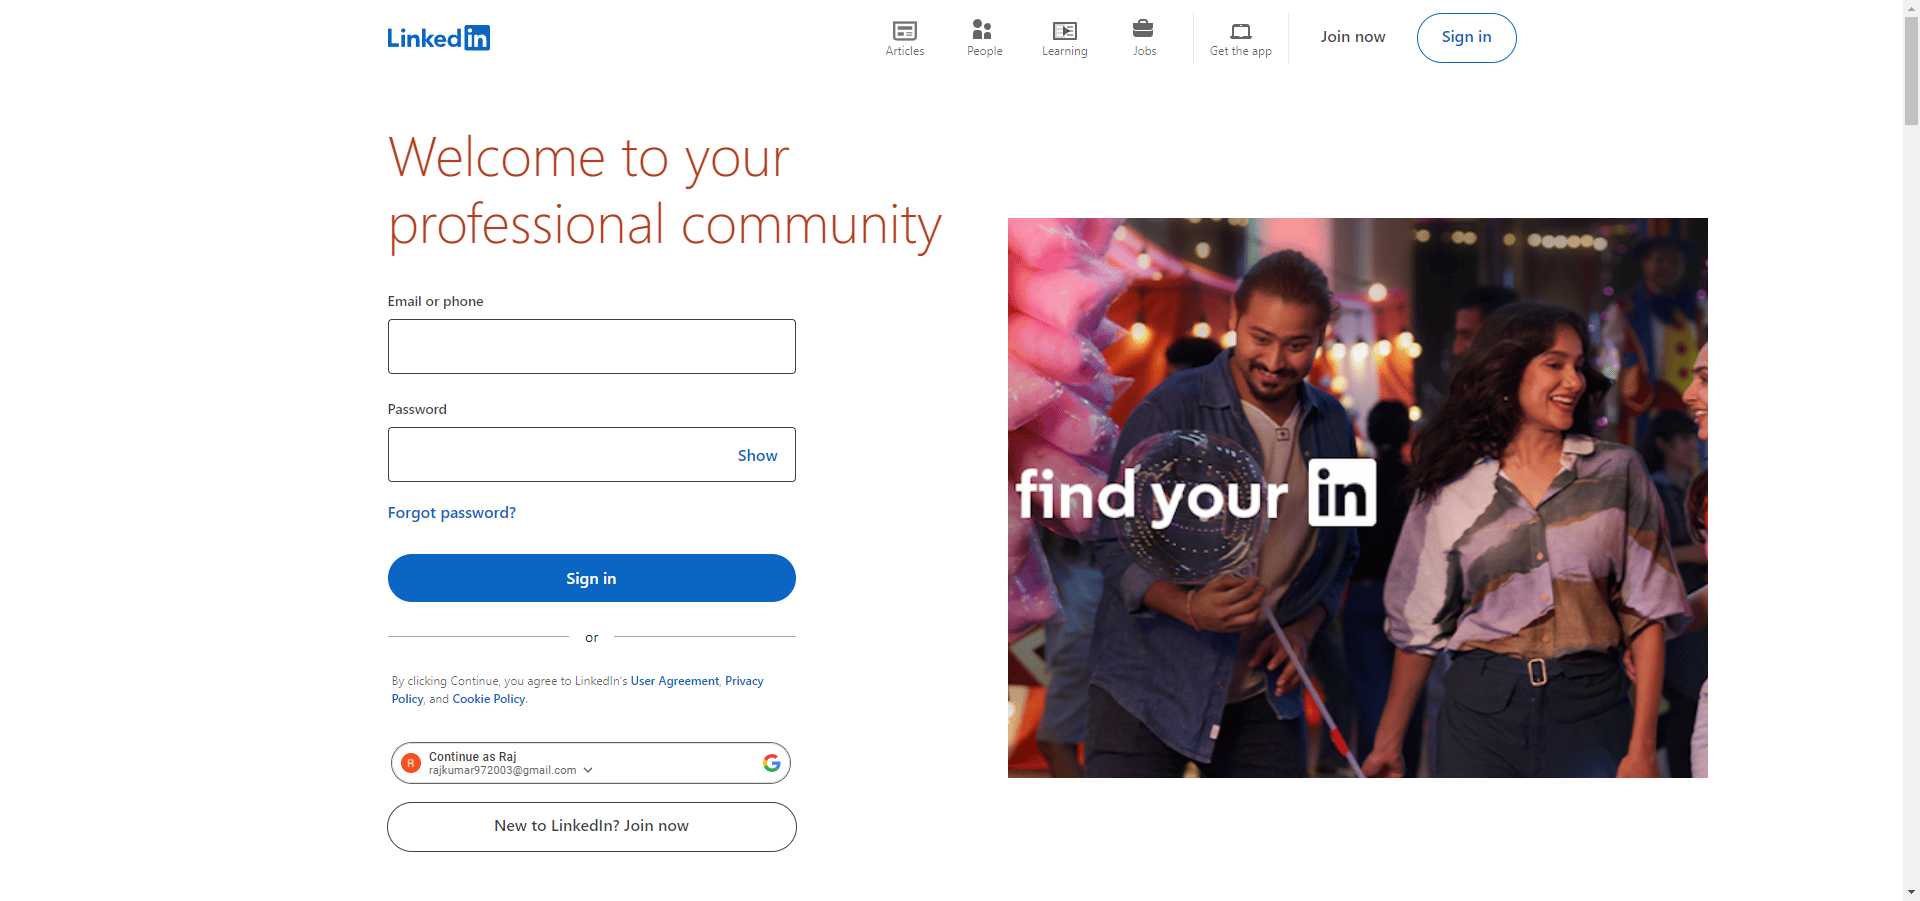 Linked in
Articles
People
Learning
Jobs
Get the app
Join now
Sign in
Welcome to your
professional community
Email or phone
Password
Show
Forgot password?
Sign in
or
By clicking Continue, you agree to LinkedIn's User Agreement, Privacy
Policy, and Cookie Policy.
R
Continue as Raj
rajkumar972003@gmail.com
G
New to LinkedIn? Join now
find your in